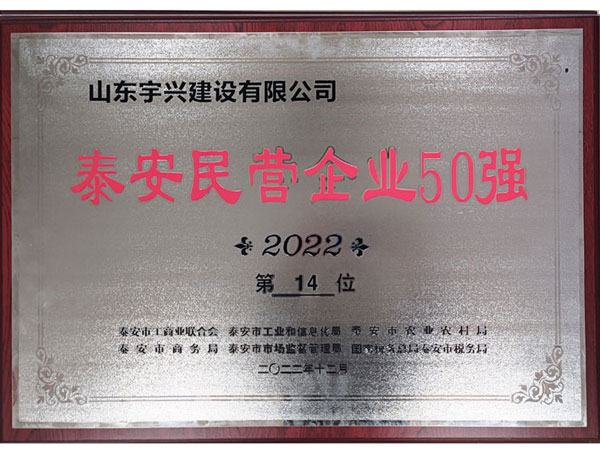 山东宇兴建设有限公司
泰安民营企业50强
2022
第 14 位
泰安市工商业联合会 泰安市工业和信息化局 泰安市农业农村局
泰安市商务局 泰安市市场监督管理局 国家税务总局泰安市税务局
二〇二二年十二月